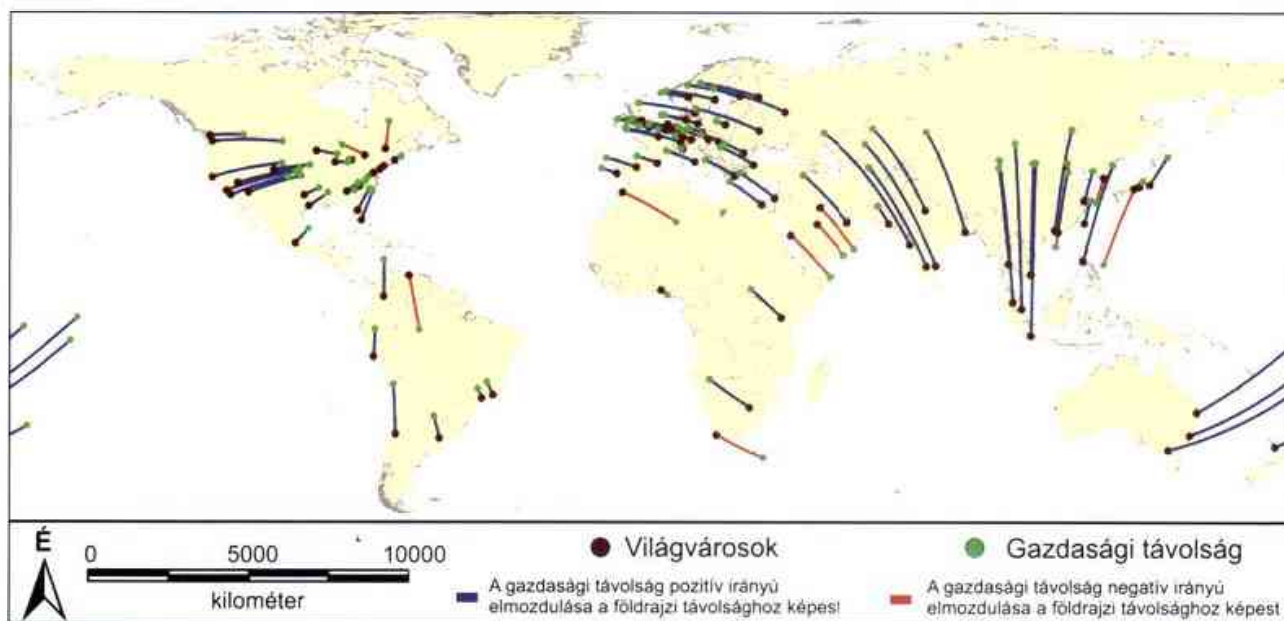 É
0 5000 10000
kilométer
Világvárosok
Gazdasági távolság
A gazdasági távolság pozitív irányú
elmozdulása a földrajzi távolsághoz képest
A gazdasági távolság negatív irányú
elmozdulása a földrajzi távolsághoz képest